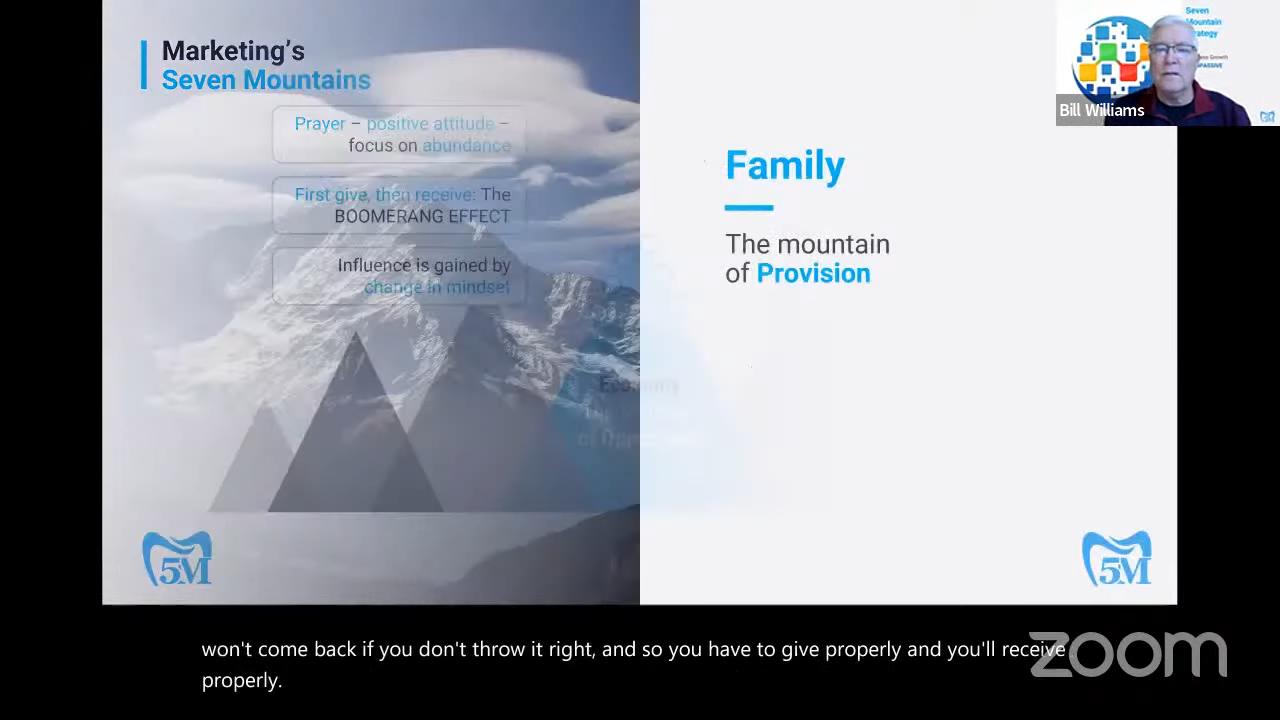 Marketing's
Seven Mountains
Prayer – positive attitude –
focus on abundance
First give, then receive: The
BOOMERANG EFFECT
Influence is gained by
change in mindset
Family
The mountain
of Provision
5M
5M
Seven
Mountain
Bill Williams
won't come back if you don't throw it right, and so you have to give properly and you'll receive
properly.
zoom